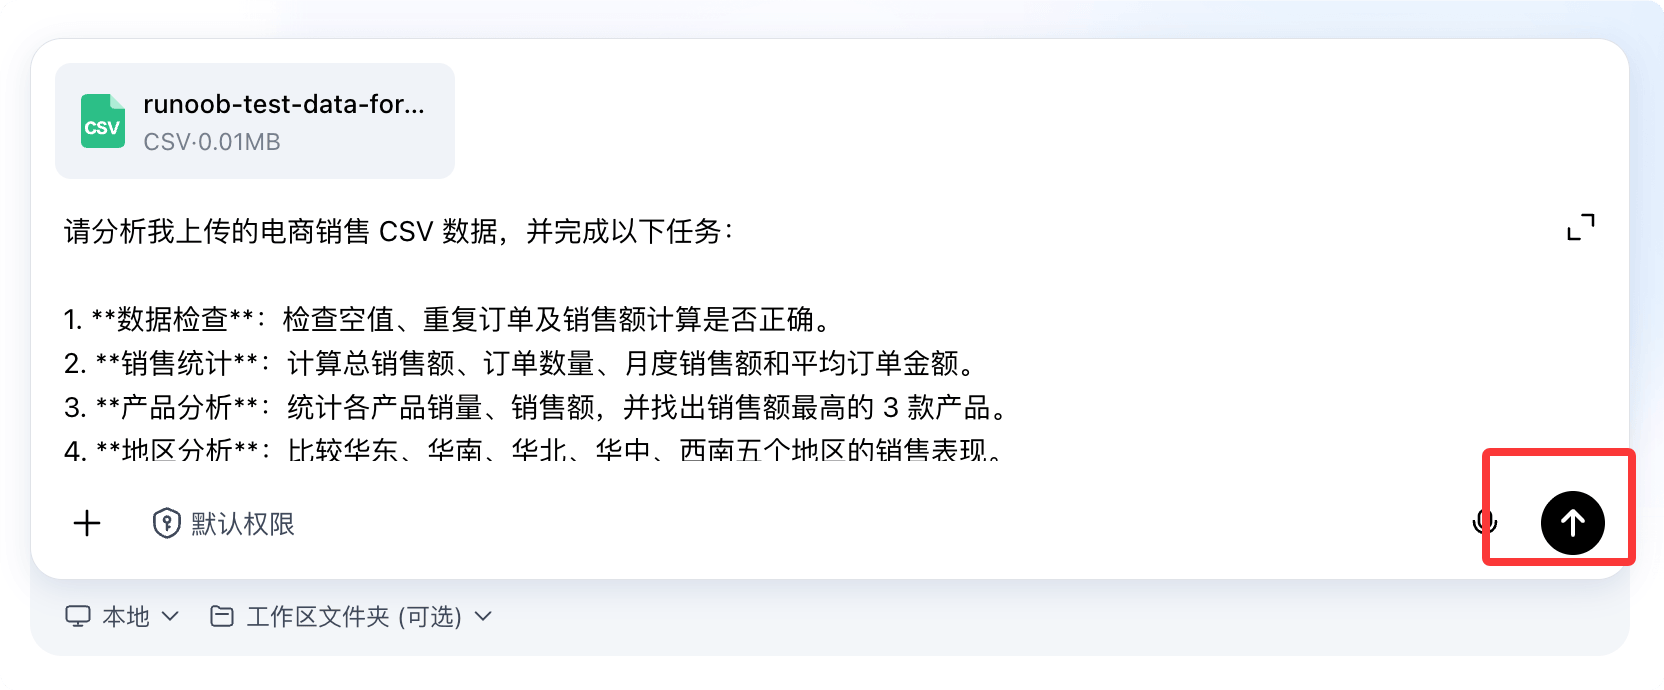 CSV
runoob-test-data-for...
CSV·0.01MB
请分析我上传的电商销售 CSV 数据，并完成以下任务：
1. **数据检查**：检查空值、重复订单及销售额计算是否正确。
2. **销售统计**：计算总销售额、订单数量、月度销售额和平均订单金额。
3. **产品分析**：统计各产品销量、销售额，并找出销售额最高的 3 款产品。
4. **地区分析**：比较华东、华南、华北、华中、西南五个地区的销售表现。
默认权限
本地
工作区文件夹 (可选)